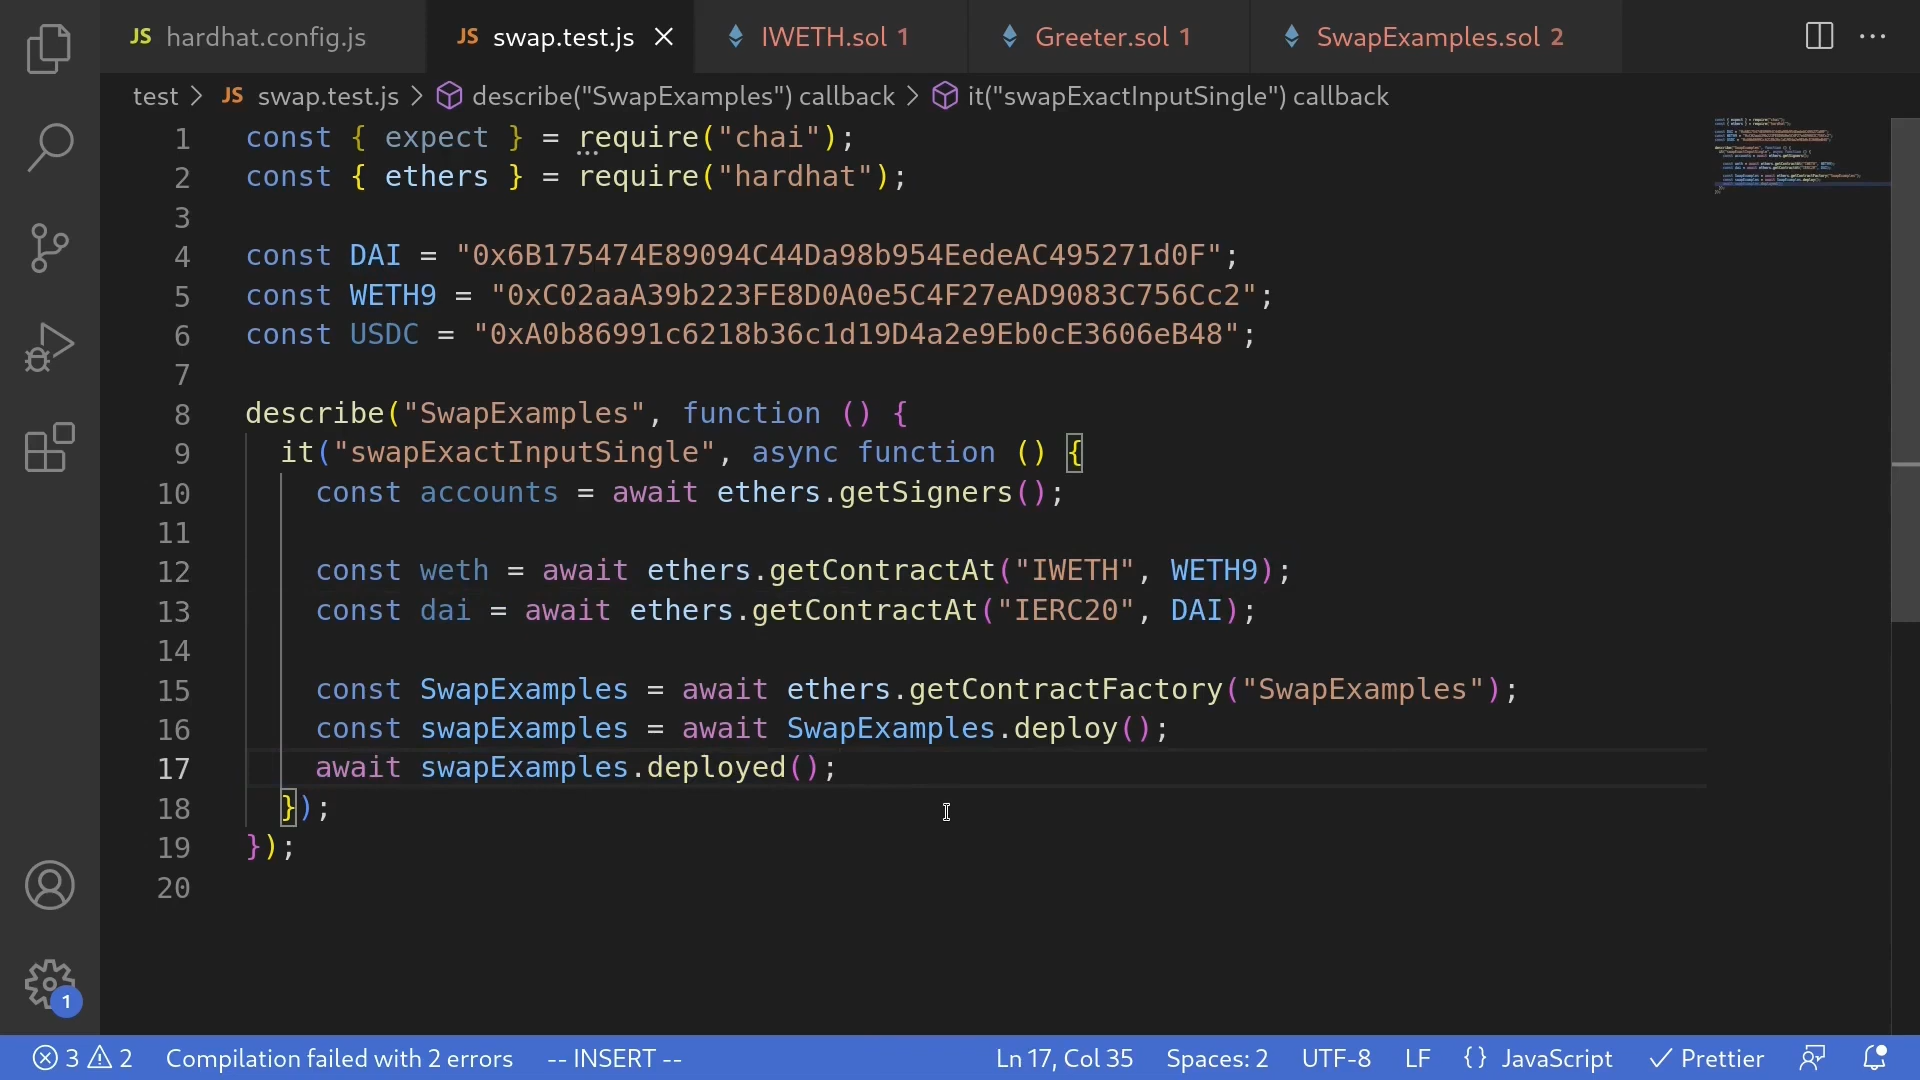 JS hardhat.config.js
JS swap.test.js
IWETH.sol 1
Greeter.sol 1
SwapExamples.sol 2
test > JS swap.test.js > describe("SwapExamples") callback > it("swapExactInputSingle") callback
1 const { expect } = require("chai");
2 const { ethers } = require("hardhat");
3
4 const DAI = "0x6B175474E89094C44Da98b954EedeAC495271d0F";
5 const WETH9 = "0xC02aaA39b223FE8D0A0e5C4F27eAD9083C756Cc2";
6 const USDC = "0xA0b86991c6218b36c1d19D4a2e9Eb0cE3606eB48";
7
8 describe("SwapExamples", function () {
9 it("swapExactInputSingle", async function () {
10 const accounts = await ethers.getSigners();
11
12 const weth = await ethers.getContractAt("IWETH", WETH9);
13 const dai = await ethers.getContractAt("IERC20", DAI);
14
15 const SwapExamples = await ethers.getContractFactory("SwapExamples");
16 const swapExamples = await SwapExamples.deploy();
17 await swapExamples.deployed();
18 });
19 });
20
1
3 2 Compilation failed with 2 errors -- INSERT -- Ln 17, Col 35 Spaces: 2 UTF-8 LF {} JavaScript ✓ Prettier